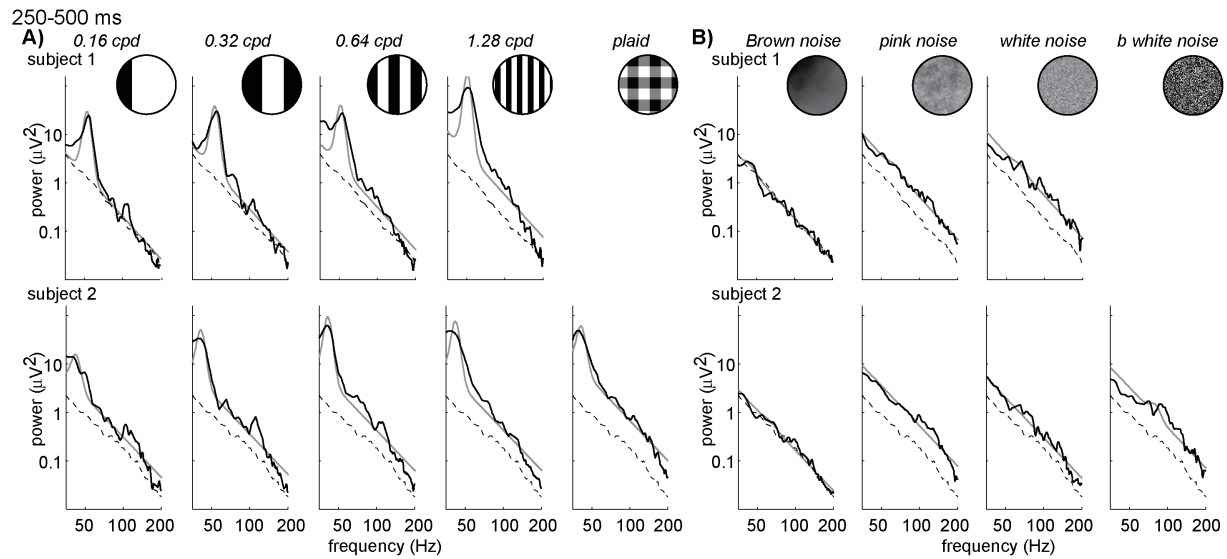 250-500 ms
A)
0.16 cpd 0.32 cpd 0.64 cpd 1.28 cpd plaid
B)
Brown noise pink noise white noise b white noise
subject 1
subject 1
power (μV²)
10
1
0.1
power (μV²)
10
1
0.1
subject 2
subject 2
power (μV²)
10
1
0.1
power (μV²)
10
1
0.1
50 100 200 50 100 200 50 100 200 50 100 200 50 100 200
50 100 200 50 100 200 50 100 200 50 100 200
frequency (Hz)
frequency (Hz)